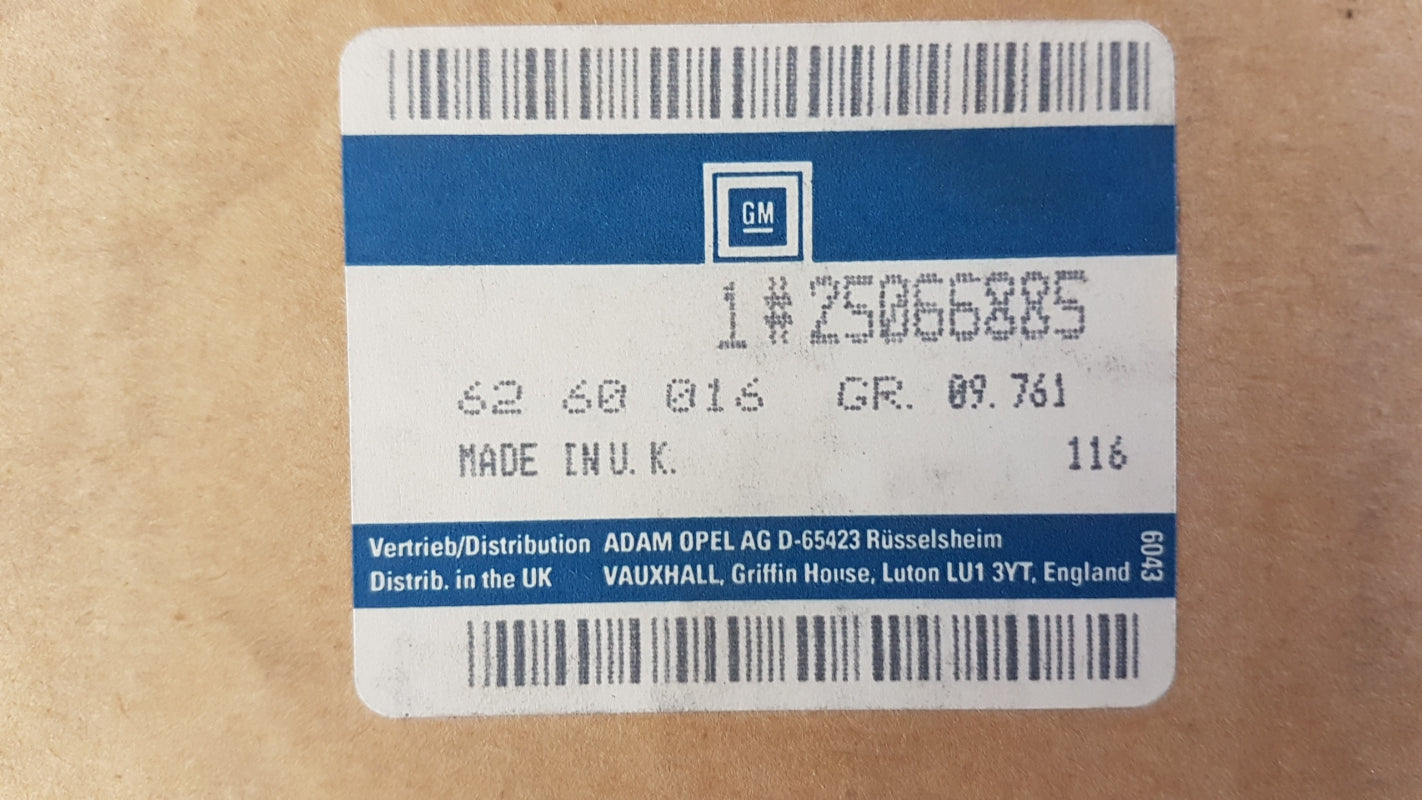 GM
1 # 25066885
62 60 016 GR. 09.761
MADE IN U.K. 116
Vertrieb/Distribution ADAM OPEL AG D-65423 Rüsselsheim
Distrib. in the UK VAUXHALL, Griffin House, Luton LU1 3YT, England
6043